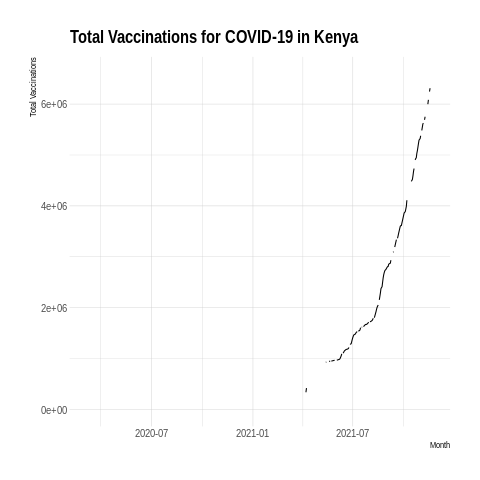 Total Vaccinations for COVID-19 in Kenya
Total Vaccinations
6e+06
4e+06
2e+06
0e+00
2020-07 2021-01 2021-07
Month